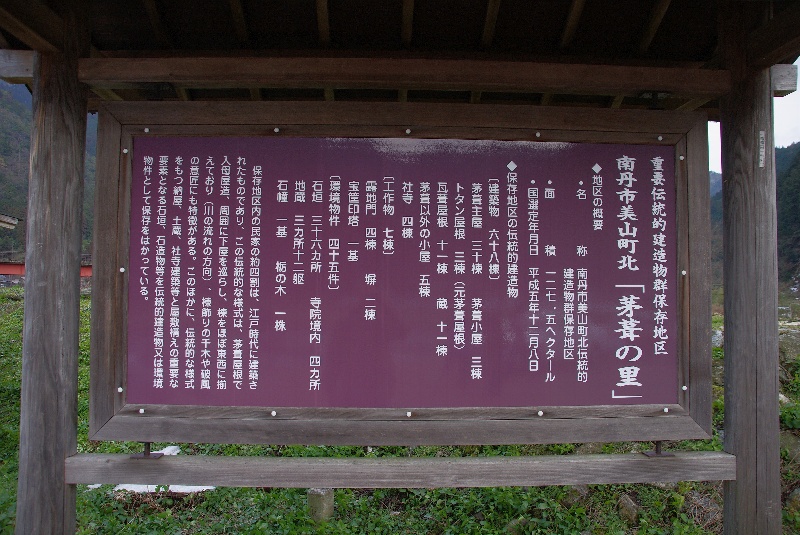 重要伝統的建造物群保存地区
南丹市美山町北「茅葺の里」
◆地区の概要
・名　　称　南丹市美山町北伝統的
建造物群保存地区
・面　　積　一二七．五ヘクタール
・国選定年月日　平成五年十二月八日
◆保存地区の伝統的建造物
〔建築物　六十八棟〕
茅葺主屋　三十棟　茅葺小屋　三棟
トタン屋根　三棟（元茅葺屋根）
瓦葺屋根　十一棟　蔵　十一棟
茅葺以外の小屋　五棟
社寺　四棟
〔工作物　七棟〕
露地門　四棟　塀　二棟
宝筐印塔　一基
〔環境物件　四十五件〕
石垣　三十六カ所　寺院境内　四カ所
地蔵　三カ所十二躯
石幢　一基　栃の木　一株
保存地区内の民家の約四割は、江戸時代に建築さ
れたものであり、この伝統的な様式は、茅葺屋根で
入母屋造、周囲に下屋を巡らし、棟をほぼ東西に揃
えており（川の流れの方向）、棟飾りの千木や破風
の意匠にも特徴がある。このほかに、伝統的な様式
をもつ納屋、土蔵、社寺建築等と屋敷構えの重要な
要素となる石垣、石造物等を伝統的建造物又は環境
物件として保存をはかっている。